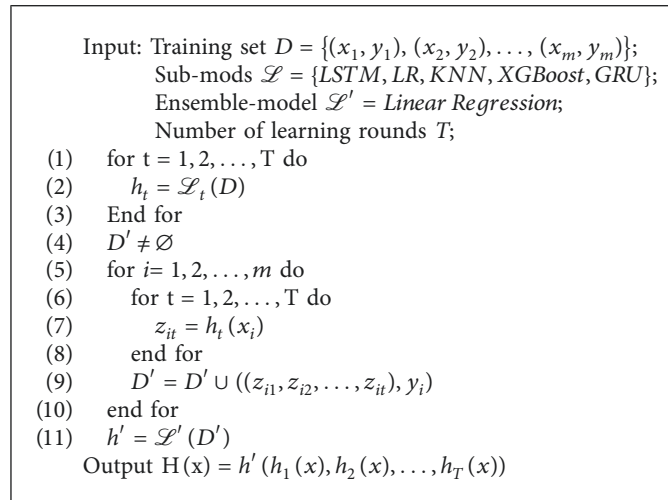 Input: Training set D = {(x₁, y₁), (x₂, y₂), . . . , (xₘ, yₘ)};
Sub-mods ℒ = {LSTM, LR, KNN, XGBoost, GRU};
Ensemble-model ℒ′ = Linear Regression;
Number of learning rounds T;
(1) for t = 1, 2, . . . , T do
(2) hₜ = ℒₜ (D)
(3) End for
(4) D′ ≠ ∅
(5) for i= 1, 2, . . . , m do
(6) for t = 1, 2, . . . , T do
(7) zᵢₜ = hₜ (xᵢ)
(8) end for
(9) D′ = D′ ∪ ((zᵢ₁, zᵢ₂, . . . , zᵢₜ), yᵢ)
(10) end for
(11) h′ = ℒ′ (D′)
Output H(x) = h′ (h₁ (x), h₂ (x), . . . , h_T (x))